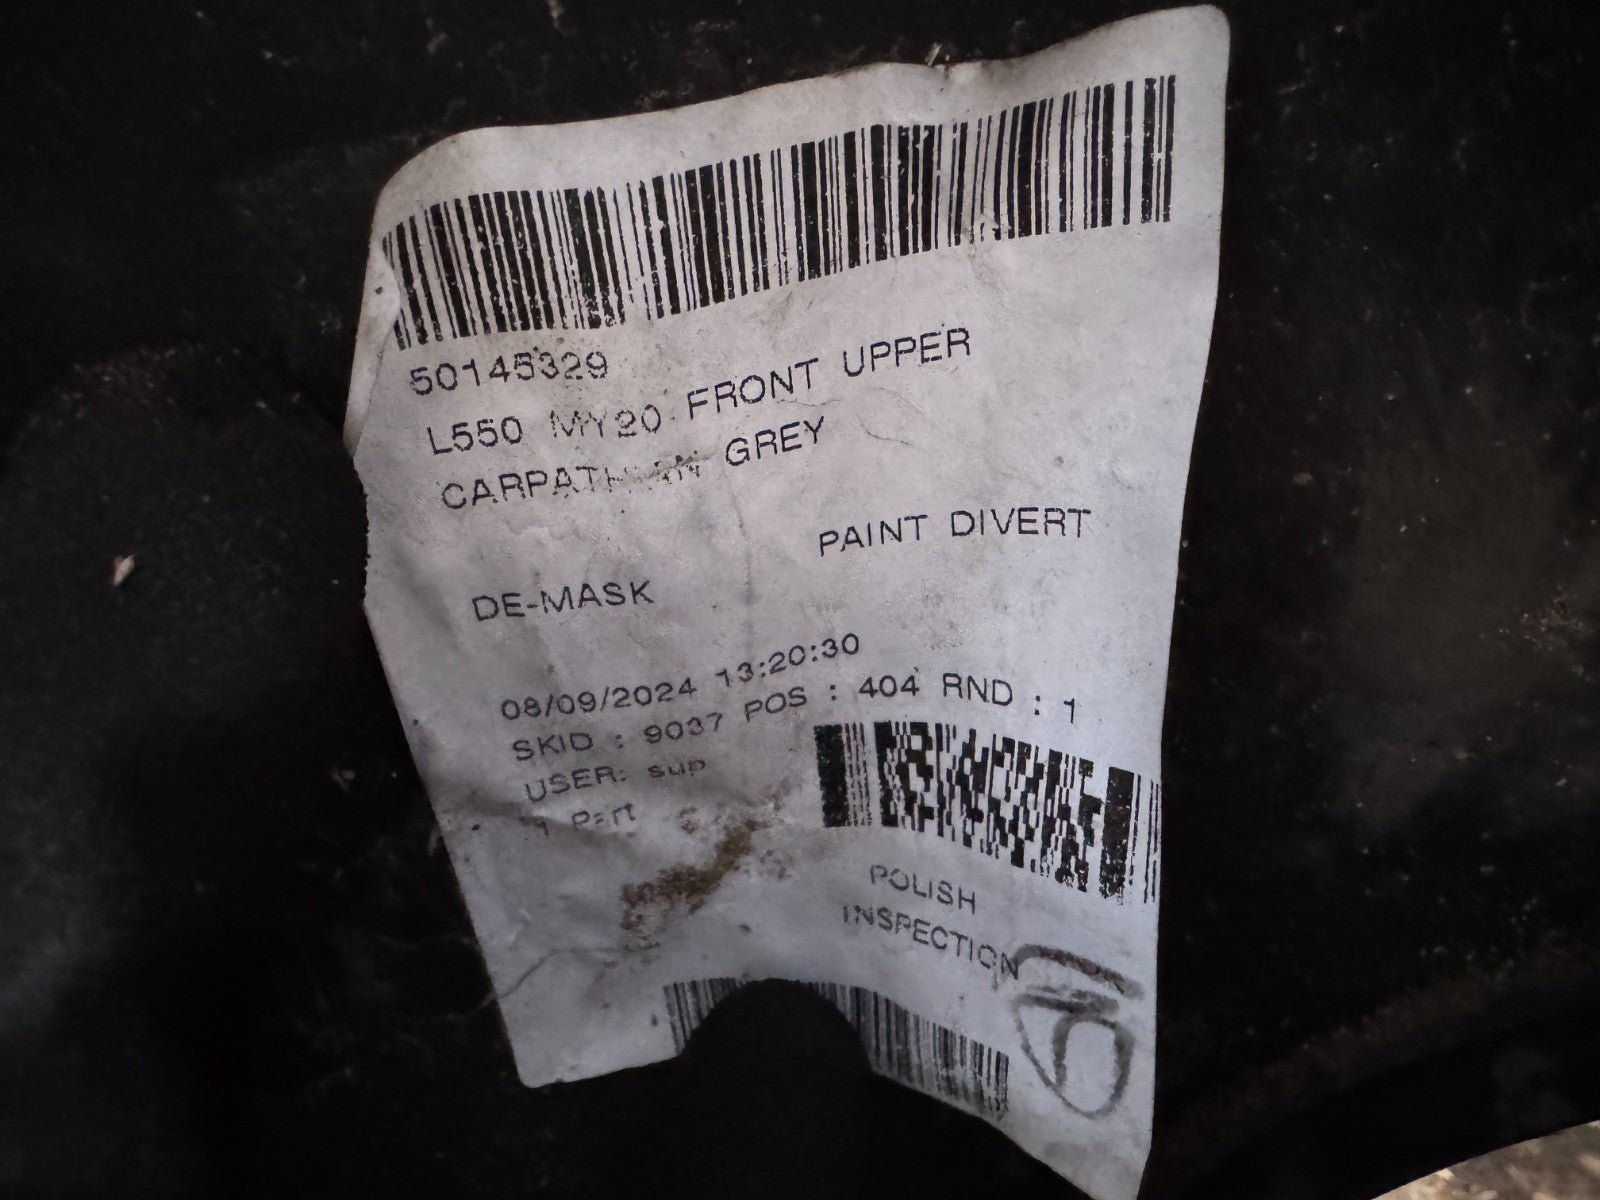 50145329
L550 MY20 FRONT UPPER
CARPATHIAN GREY
PAINT DIVERT
DE-MASK
08/09/2024 13:20:30
SKID : 9037 POS : 404 RND : 1
USER: sup
1 Part
POLISH
INSPECTION